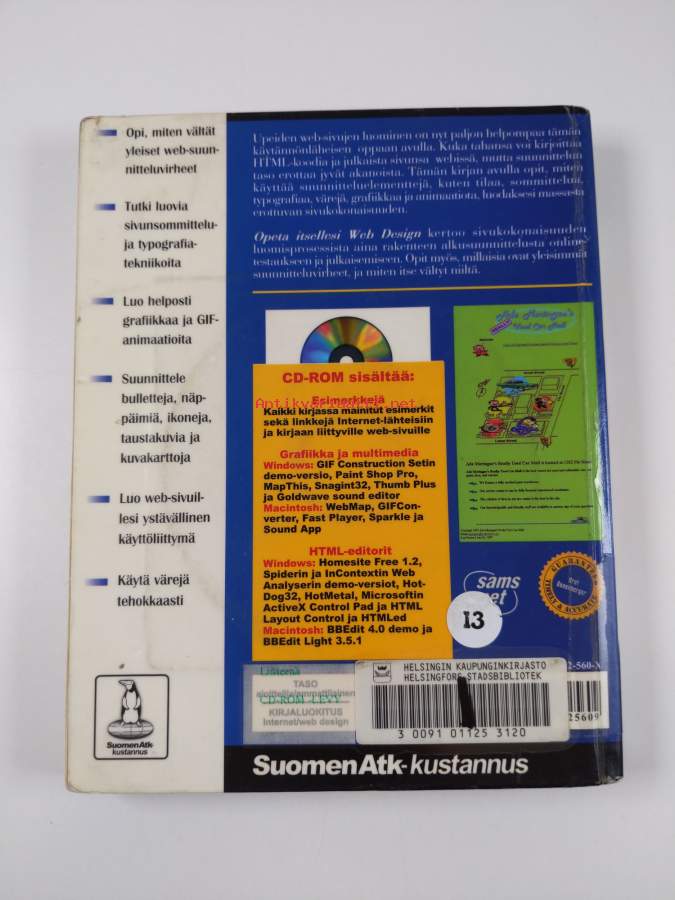 Opi, miten vältät
yleiset web-suun-
nitteluvirheet
Tutki luovia
sivunsommittelu-
ja typografia-
tekniikoita
Luo helposti
grafiikkaa ja GIF-
animaatioita
Suunnittele
bulletteja, näp-
päimiä, ikoneja,
taustakuvia ja
kuvakarttoja
Luo web-sivuil-
lesi ystävällinen
käyttöliittymä
Käytä värejä
tehokkaasti
SuomenAtk-
kustannus
Upeiden web-sivujen luominen on nyt paljon helpompaa tämän
käytännönläheisen oppaan avulla. Kuka tahansa voi kirjoittaa
HTML-koodia ja julkaista sivunsa webissä, mutta suunnittelun
taso erottaa jyvät akanoista. Tämän kirjan avulla opit, miten
käyttää suunnitteluelementtejä, kuten tilaa, sommittelua,
typografiaa, värejä, grafiikkaa ja animaatiota, luodaksesi massasta
erottuvan sivukokonaisuuden.
Opeta itsellesi Web Design kertoo sivukokonaisuuden
luomisprosessista aina rakenteen alkusuunnittelusta online-
testaukseen ja julkaisemiseen. Opit myös, millaisia ovat yleisimmät
suunnitteluvirheet, ja miten itse vältyt niiltä.
CD-ROM sisältää:
Esimerkkejä
Kaikki kirjassa mainitut esimerkit
sekä linkkejä Internet-lähteisiin
ja kirjaan liittyville web-sivuille
Grafiikka ja multimedia
Windows: GIF Construction Setin
demo-versio, Paint Shop Pro,
MapThis, Snagint32, Thumb Plus
ja Goldwave sound editor
Macintosh: WebMap, GIFCon-
verter, Fast Player, Sparkle ja
Sound App
HTML-editorit
Windows: Homesite Free 1.2,
Spiderin ja InContextin Web
Analyserin demo-versiot, Hot-
Dog32, HotMetal, Microsoftin
ActiveX Control Pad ja HTML
Layout Control ja HTMLed
Macintosh: BBEdit 4.0 demo ja
BBEdit Light 3.5.1
Used Car Mall
sams
net
GUARANTEE
TIMELY & ACCURATE
13
Liitteenä
CD-ROM LEVY
TASO
KIRJALUOKITUS
Internet/web design
HELSINGIN KAUPUNGINKIRJASTO
HELSINGFORS STADSBIBLIOTEK
3 0091 01125 3120
2-560-X
25609
SuomenAtk-kustannus